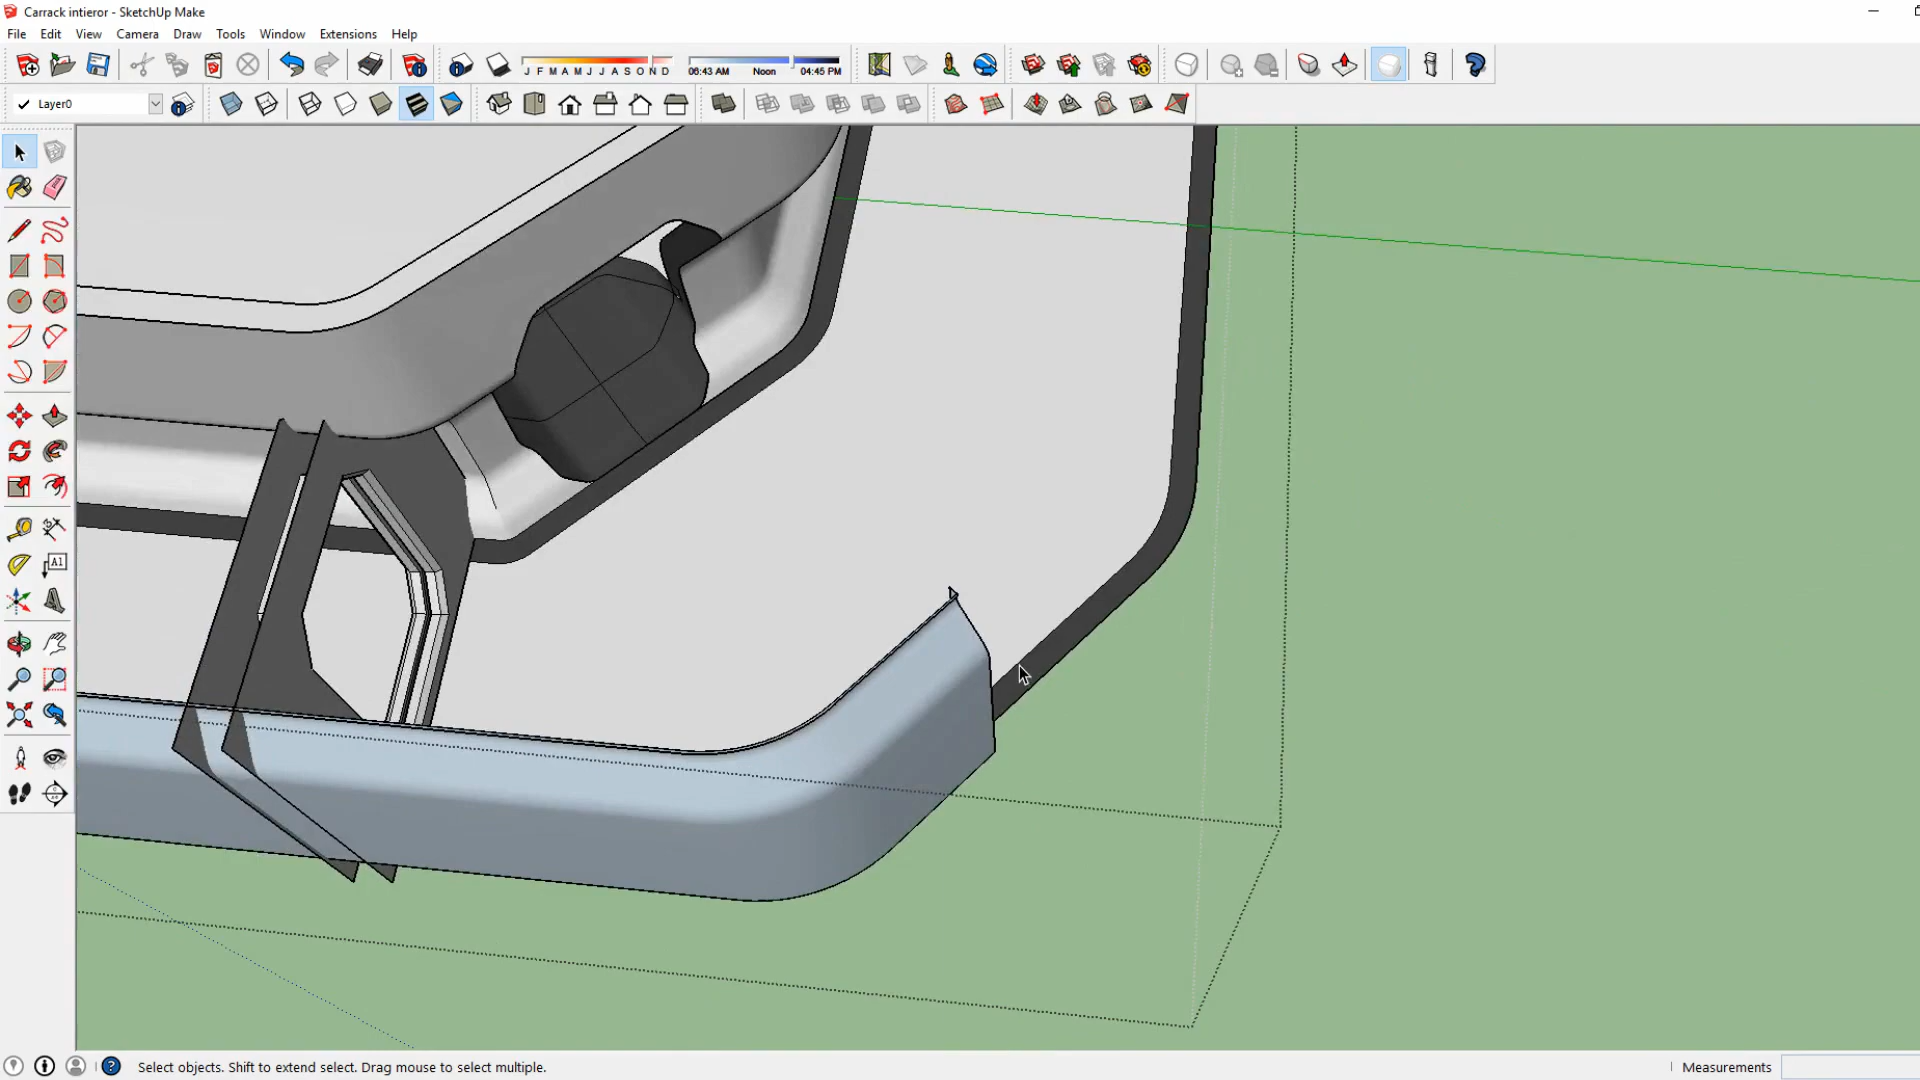 Carrack intieror - SketchUp Make
File Edit View Camera Draw Tools Window Extensions Help
J F M A M J J A S O N D
06:43 AM Noon 04:45 PM
Layer0
A1
Select objects. Shift to extend select. Drag mouse to select multiple.
Measurements